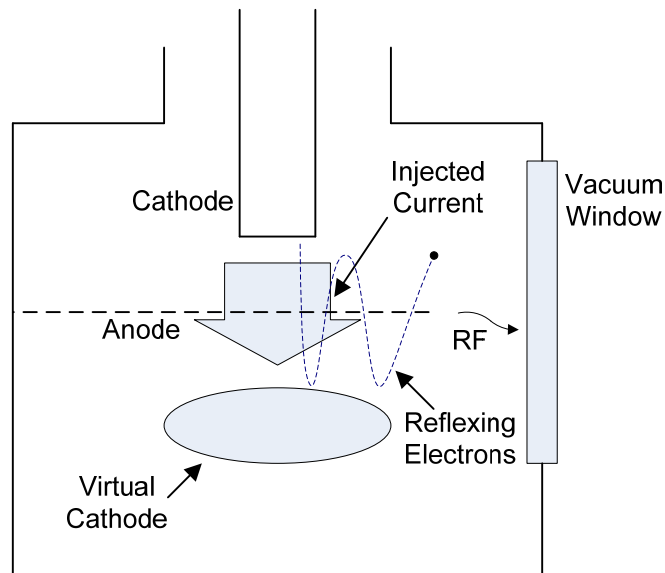 Cathode
Injected
Current
Vacuum
Window
Anode
RF
Reflexing
Electrons
Virtual
Cathode